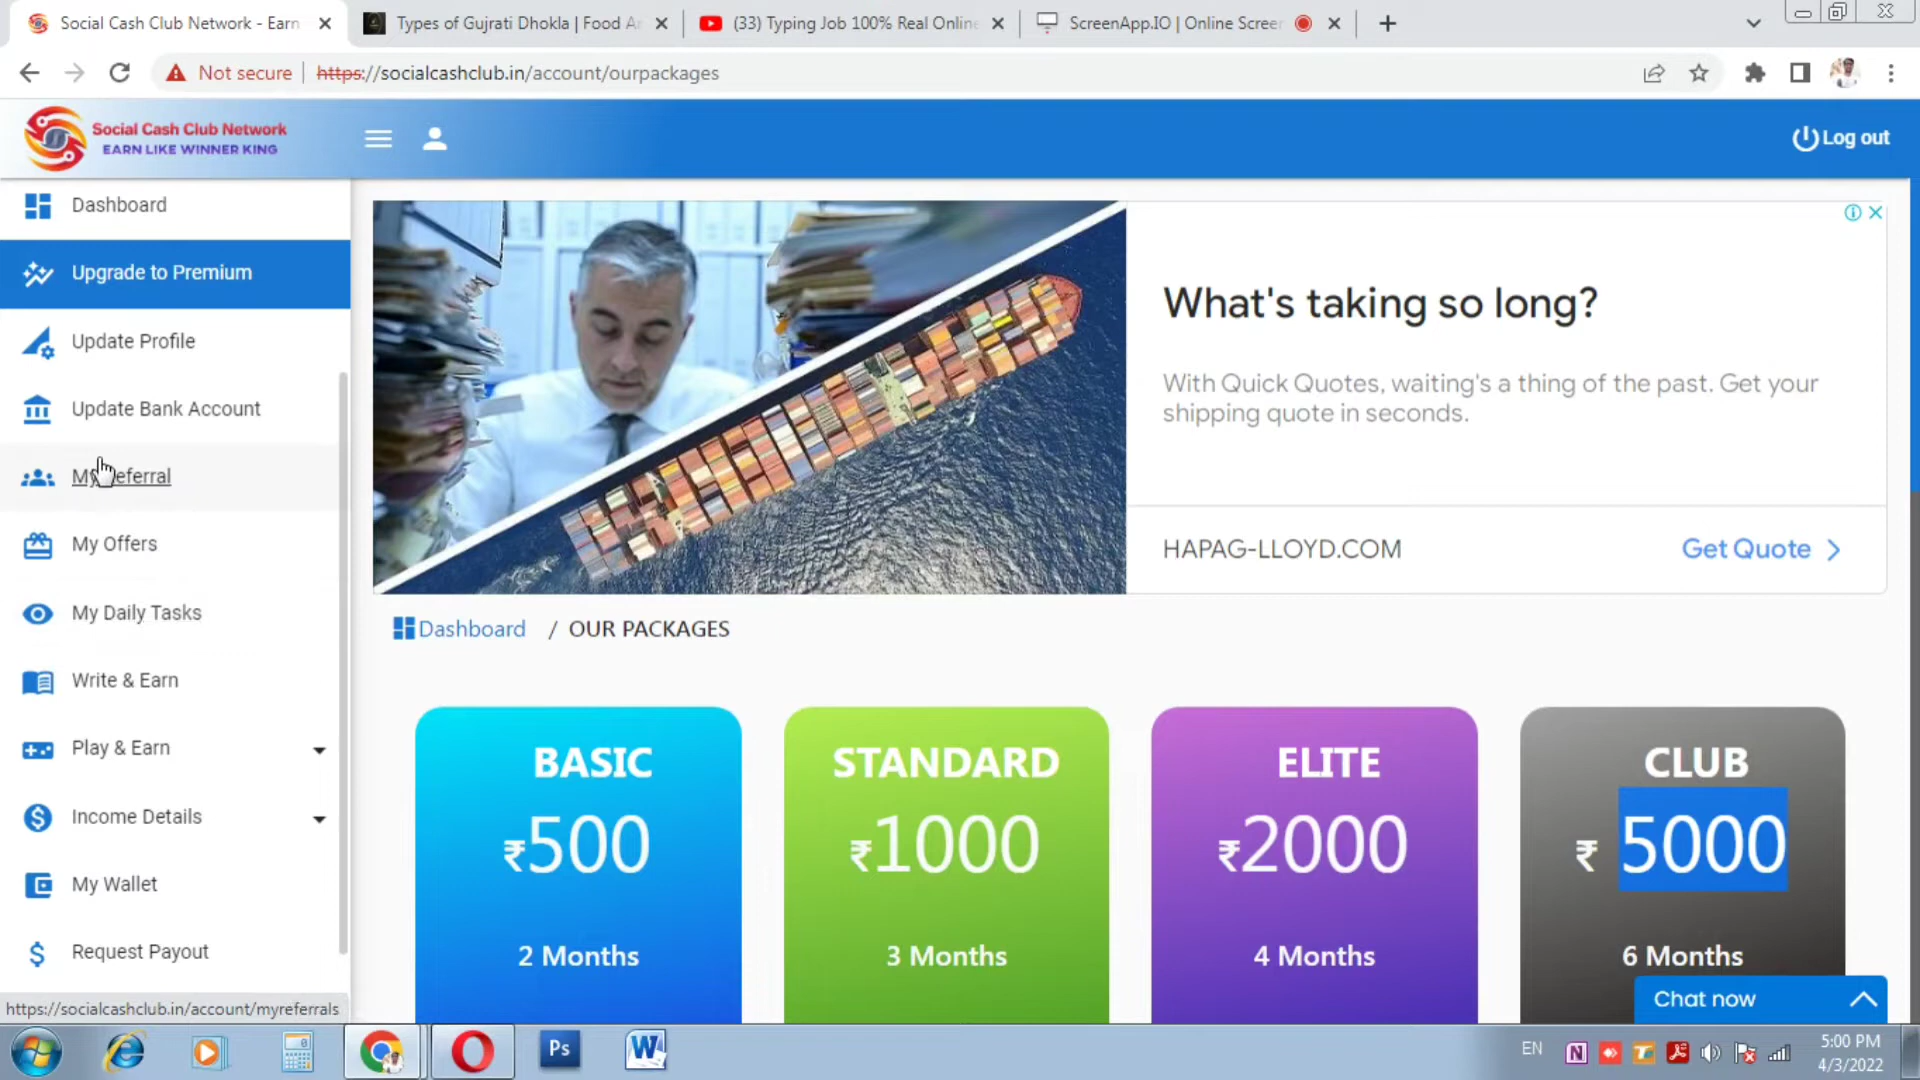 Social Cash Club Network - Earn
Types of Gujrati Dhokla | Food Ar
(33) Typing Job 100% Real Online
ScreenApp.IO | Online Screen
Not secure
https://socialcashclub.in/account/ourpackages
Social Cash Club Network
EARN LIKE WINNER KING
Log out
Dashboard
Upgrade to Premium
Update Profile
Update Bank Account
My Referral
My Offers
My Daily Tasks
Write & Earn
Play & Earn
Income Details
My Wallet
Request Payout
https://socialcashclub.in/account/myreferrals
What's taking so long?
With Quick Quotes, waiting's a thing of the past. Get your
shipping quote in seconds.
HAPAG-LLOYD.COM
Get Quote
Dashboard / OUR PACKAGES
BASIC
₹500
2 Months
STANDARD
₹1000
3 Months
ELITE
₹2000
4 Months
CLUB
₹ 5000
6 Months
Chat now
Ps
W
EN
N
5:00 PM
4/3/2022